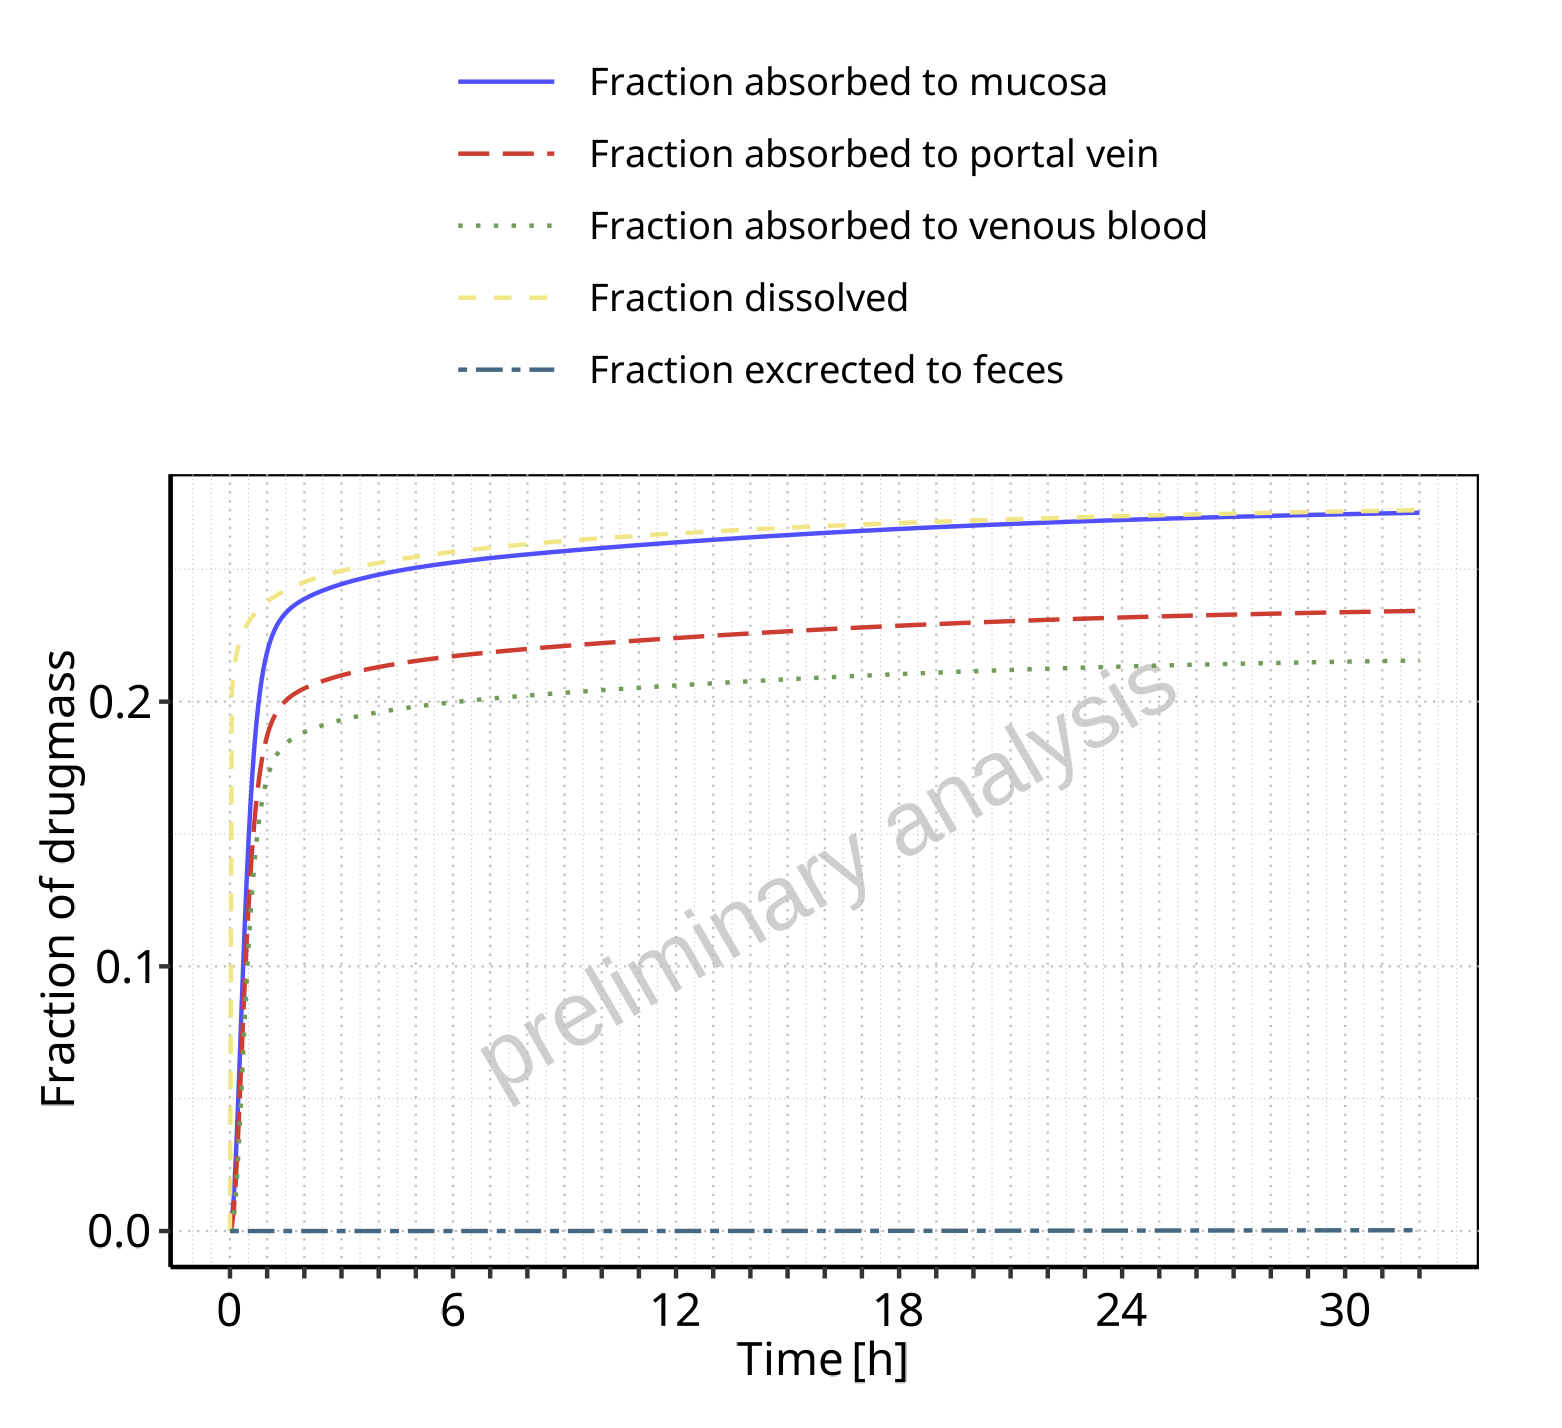 Fraction absorbed to mucosa
Fraction absorbed to portal vein
Fraction absorbed to venous blood
Fraction dissolved
Fraction excrected to feces
Fraction of drugmass
0.2
0.1
0.0
preliminary analysis
0 6 12 18 24 30
Time [h]